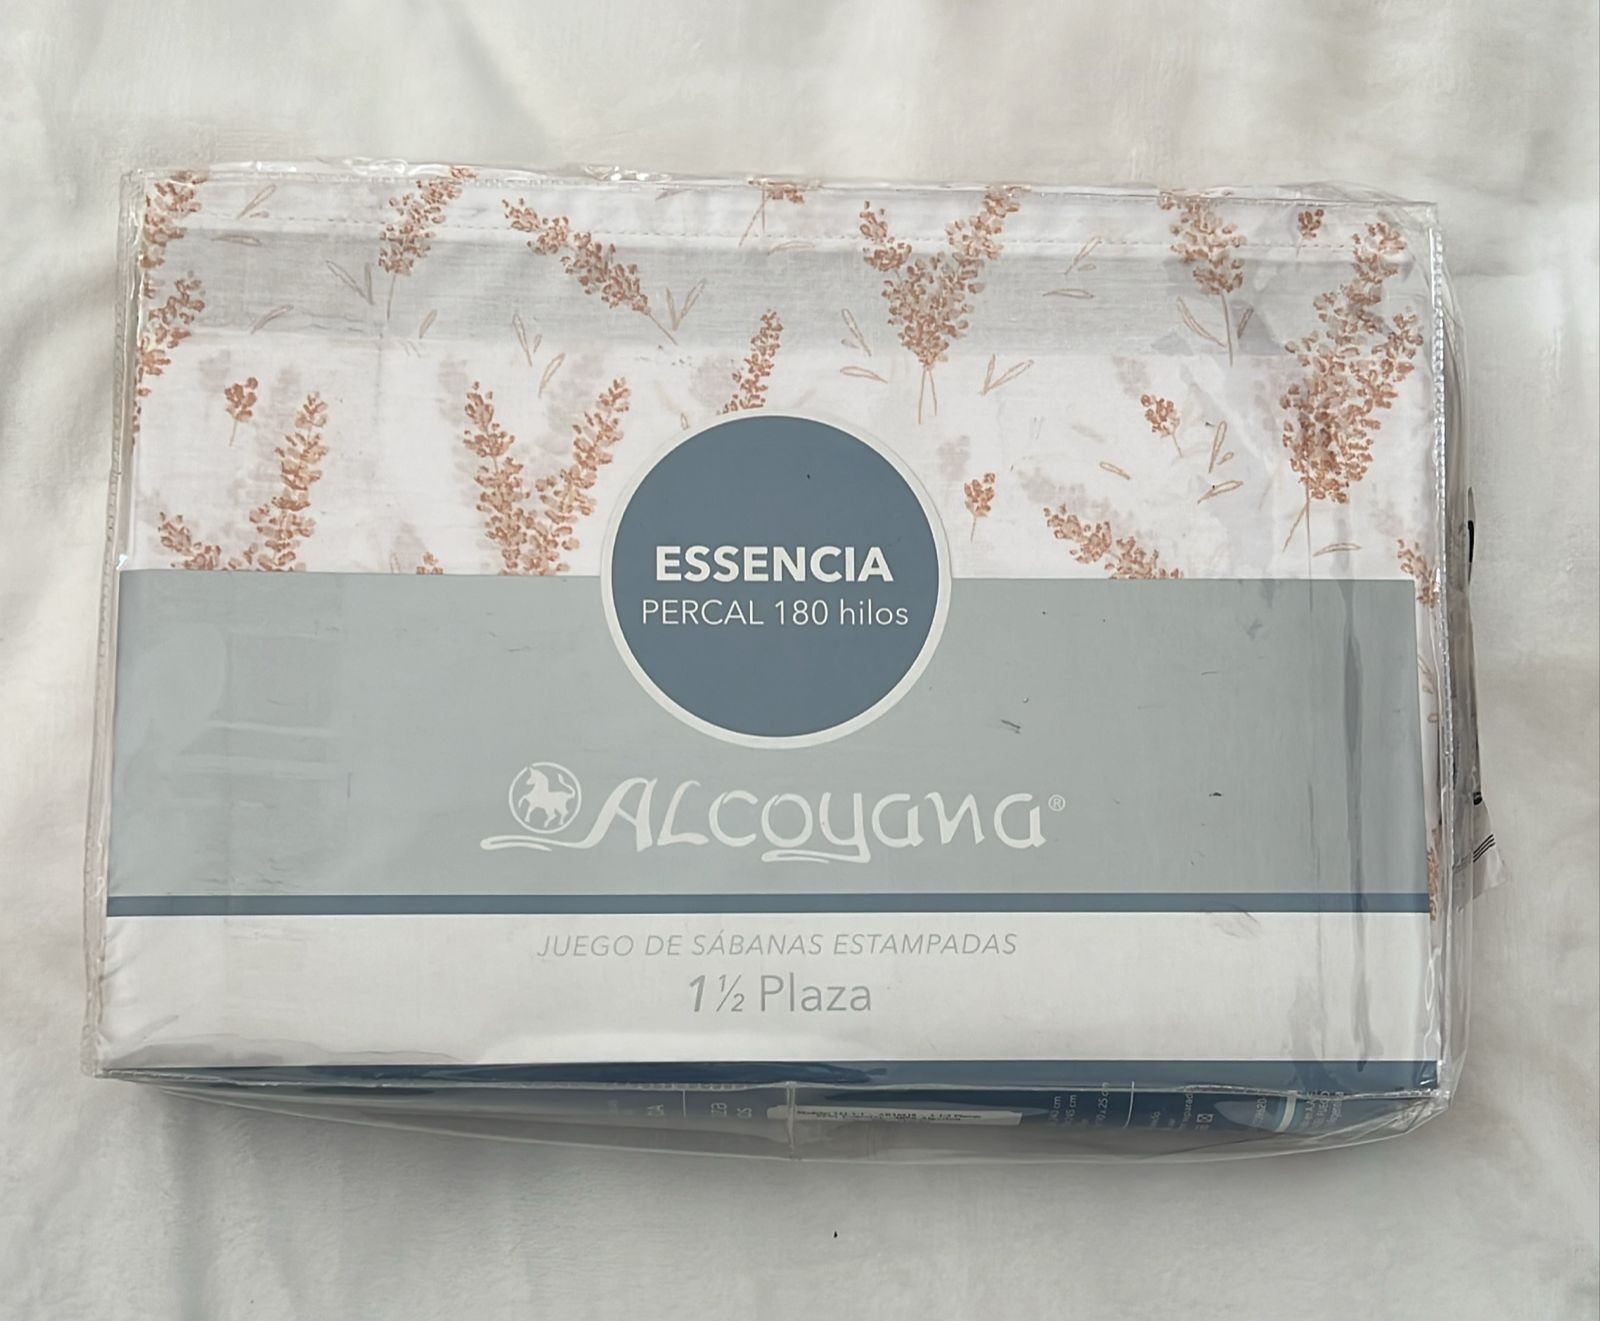 ESSENCIA
PERCAL 180 hilos
ALCOYANA®
JUEGO DE SÁBANAS ESTAMPADAS
1 ½ Plaza